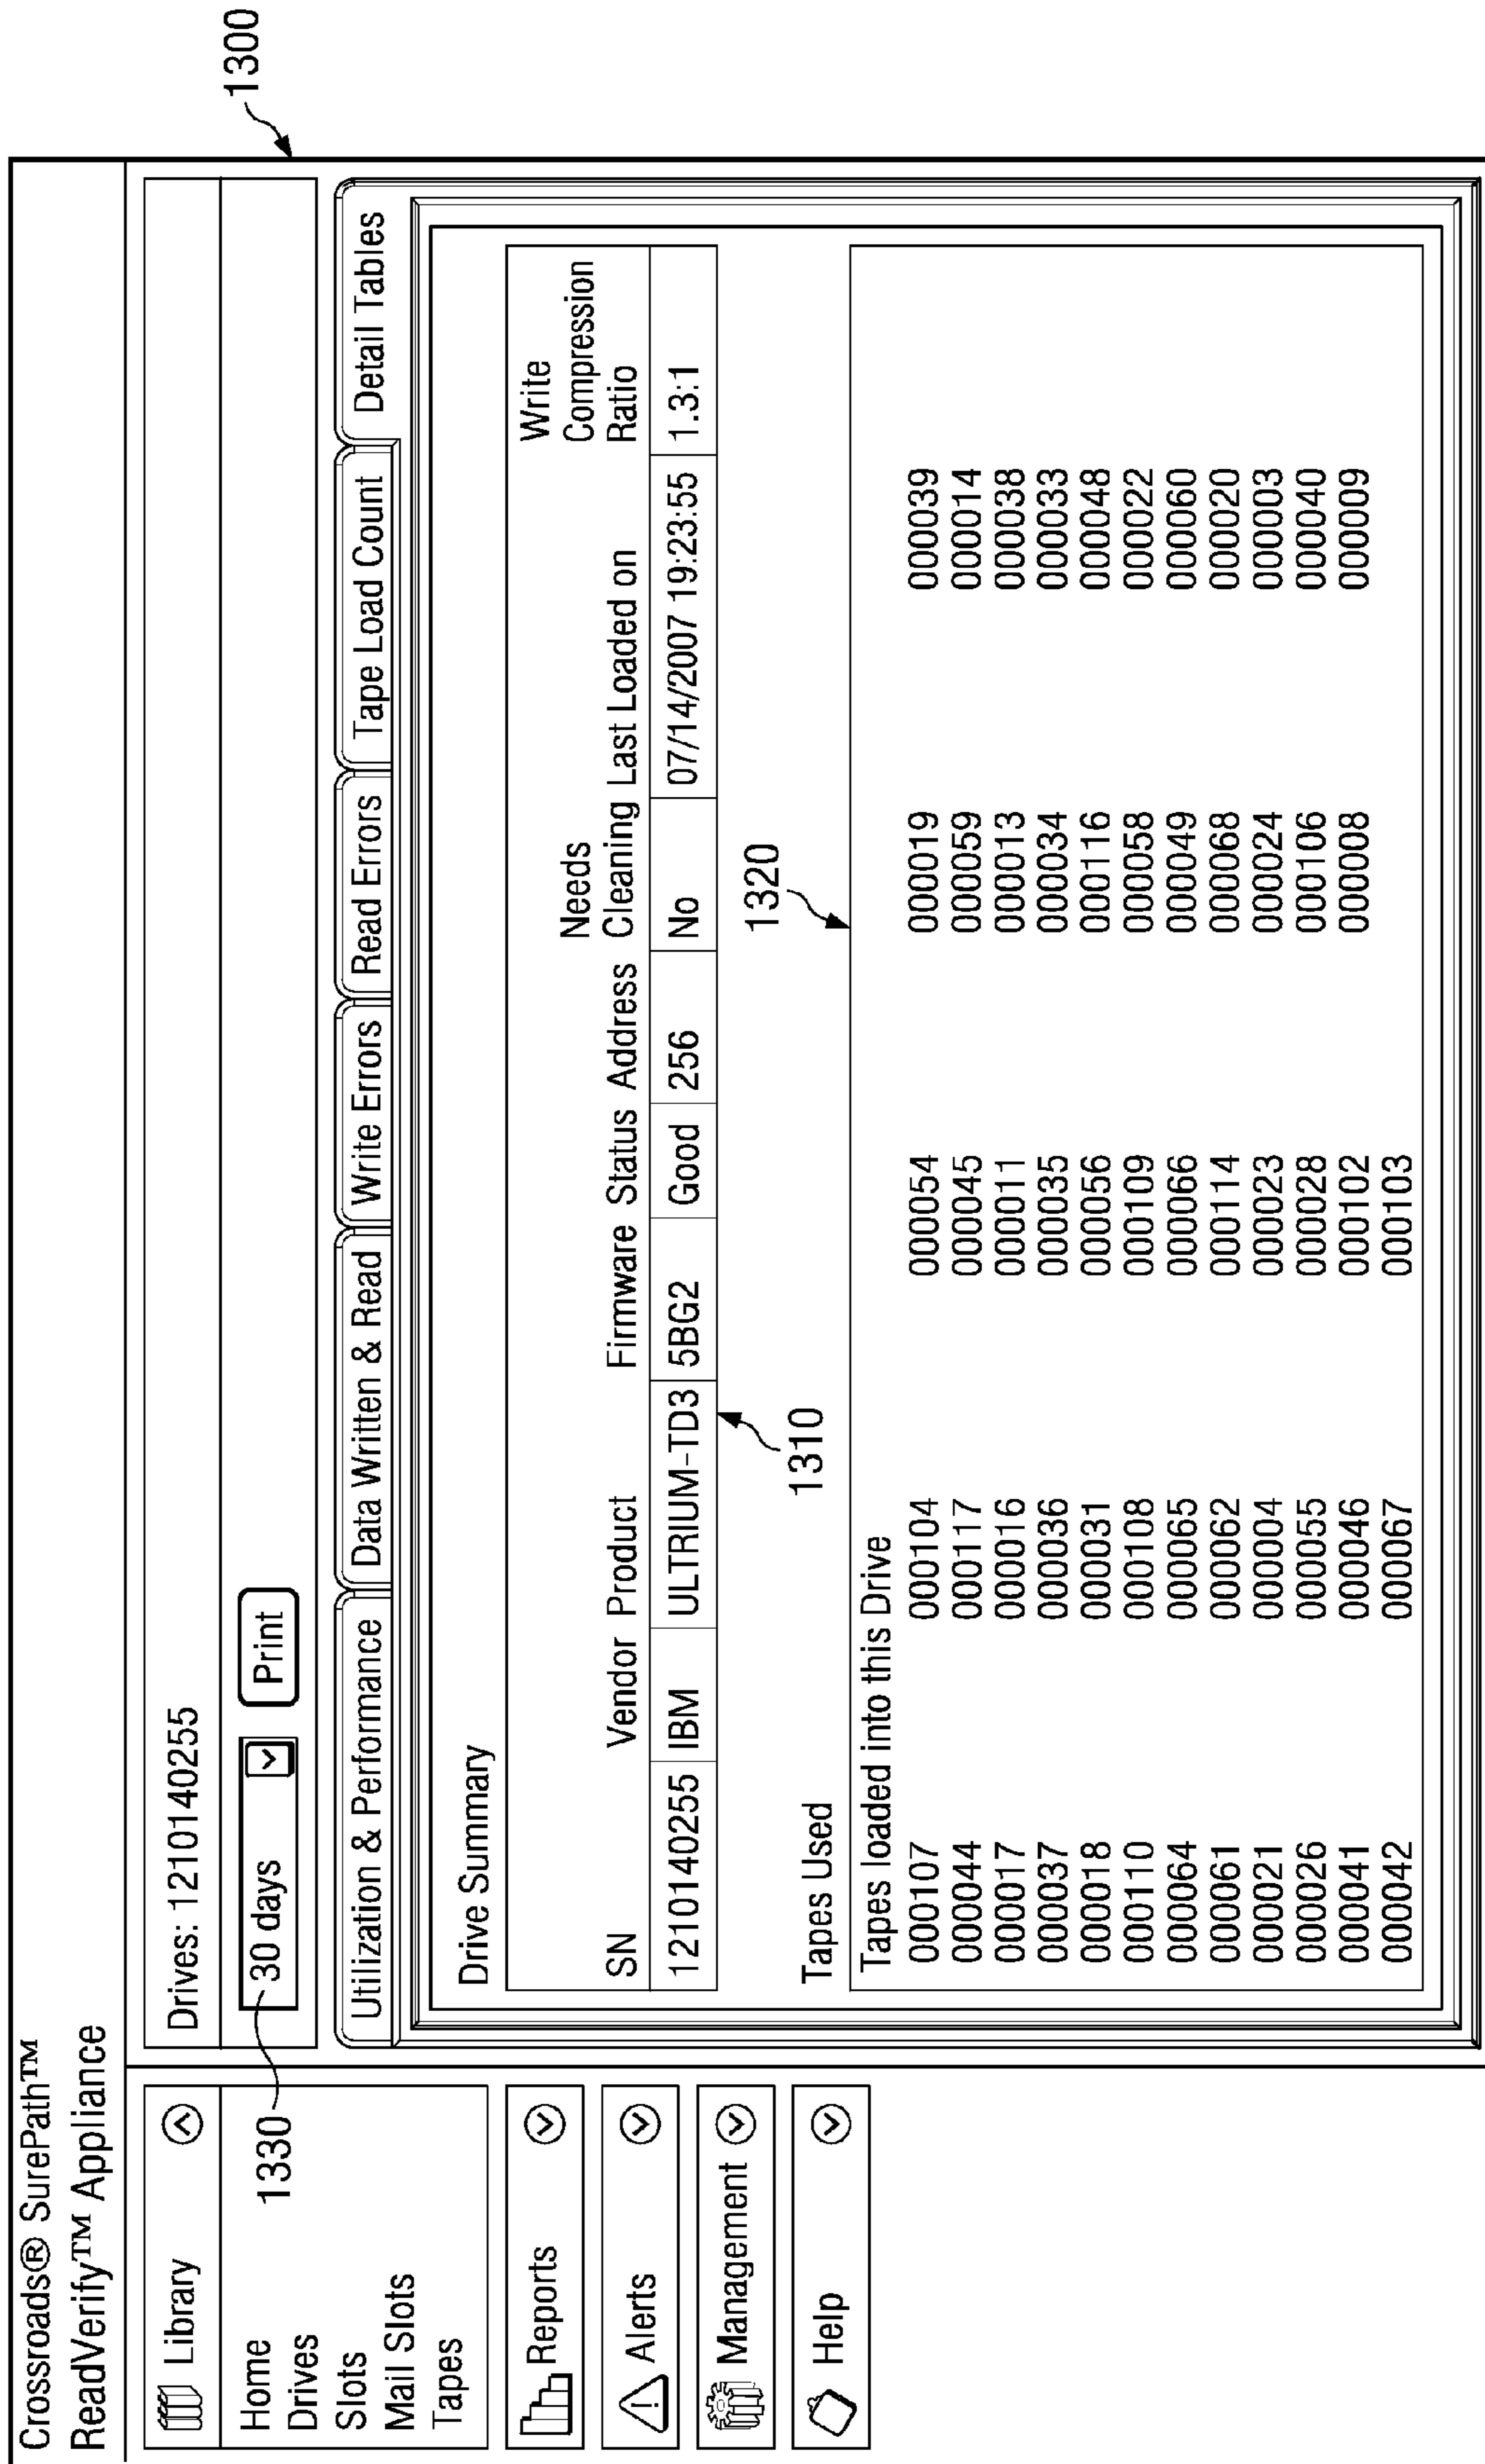 Crossroads® SurePath™
ReadVerify™ Appliance
1300
Library
Home
Drives
Slots
Mail Slots
Tapes
Reports
Alerts
Management
Help
Drives: 1210140255
1330
30 days
Print
Utilization & Performance
Data Written & Read
Write Errors
Read Errors
Tape Load Count
Detail Tables
Drive Summary
SN Vendor Product Firmware Status Address Needs Cleaning Last Loaded on Write Compression Ratio
1210140255 IBM ULTRIUM-TD3 5BG2 Good 256 No 07/14/2007 19:23:55 1.3:1
1310
1320
Tapes Used
Tapes loaded into this Drive
000107 000104 000054 000019 000039
000044 000117 000045 000059 000014
000017 000016 000011 000013 000038
000037 000036 000035 000034 000033
000018 000031 000056 000116 000048
000110 000108 000109 000058 000022
000064 000065 000066 000049 000060
000061 000062 000114 000068 000020
000021 000004 000023 000024 000003
000026 000055 000028 000106 000040
000041 000046 000102 000008 000009
000042 000067 000103